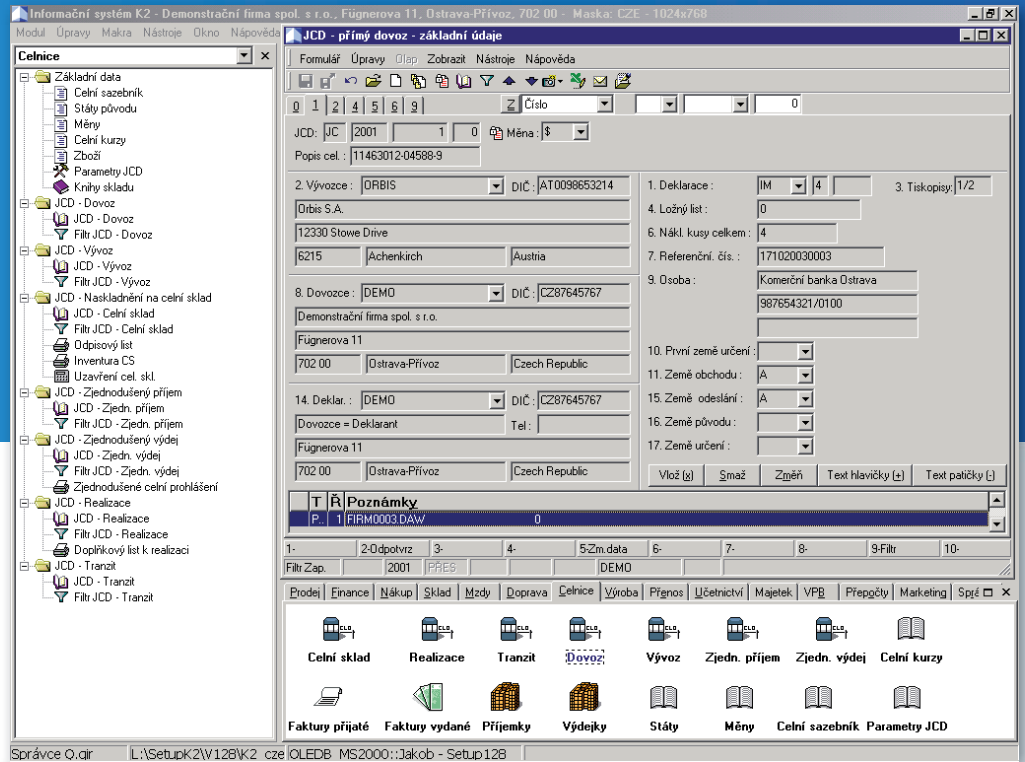 Informační systém K2 - Demonstrační firma spol. s r.o., Fügnerova 11, Ostrava-Přívoz, 702 00 - Maska: CZE - 1024x768
Modul Úpravy Makra Nástroje Okno Nápověda
Celnice
Základní data
Celní sazebník
Státy původu
Měny
Celní kurzy
Zboží
Parametry JCD
Knihy skladu
JCD - Dovoz
JCD - Dovoz
Filtr JCD - Dovoz
JCD - Vývoz
JCD - Vývoz
Filtr JCD - Vývoz
JCD - Naskladnění na celní sklad
JCD - Celní sklad
Filtr JCD - Celní sklad
Odpisový list
Inventura CS
Uzavření cel. skl.
JCD - Zjednodušený příjem
JCD - Zjedn. příjem
Filtr JCD - Zjedn. příjem
JCD - Zjednodušený výdej
JCD - Zjedn. výdej
Filtr JCD - Zjedn. výdej
Zjednodušené celní prohlášení
JCD - Realizace
JCD - Realizace
Filtr JCD - Realizace
Doplňkový list k realizaci
JCD - Tranzit
JCD - Tranzit
Filtr JCD - Tranzit
JCD - přímý dovoz - základní údaje
Formulář Úpravy Olap Zobrazit Nástroje Nápověda
0 1 2 4 5 6 9 Z Číslo 0
JCD: JC 2001 1 0 Měna : $
Popis cel. : 11463012-04588-9
2. Vývozce : ORBIS DIČ : AT0098653214
Orbis S.A.
12330 Stowe Drive
6215 Achenkirch Austria
8. Dovozce : DEMO DIČ : CZ87645767
Demonstrační firma spol. s r.o.
Fügnerova 11
702 00 Ostrava-Přívoz Czech Republic
14. Deklar. : DEMO DIČ : CZ87645767
Dovozce = Deklarant Tel :
Fügnerova 11
702 00 Ostrava-Přívoz Czech Republic
1. Deklarace : IM 4 3. Tiskopisy: 1/2
4. Ložný list : 0
6. Nákl. kusy celkem : 4
7. Referenční. čís. : 171020030003
9. Osoba : Komerční banka Ostrava
987654321/0100
10. První země určení :
11. Země obchodu : A
15. Země odeslání : A
16. Země původu :
17. Země určení :
Vlož (x) Smaž Změň Text hlavičky (+) Text patičky (-)
T Ř Poznámky
P.. 1 FIRM0003.DAW 0
1- 2-Odpotvrz 3- 4- 5-Zm.data 6- 7- 8- 9-Filtr 10-
Filtr Zap. 2001 PŘES DEMO
Prodej Finance Nákup Sklad Mzdy Doprava Celnice Výroba Přenos Účetnictví Majetek VPB Přepočty Marketing Sprá
CLO CLO CLO CLO CLO CLO CLO
Celní sklad Realizace Tranzit Dovoz Vývoz Zjedn. příjem Zjedn. výdej Celní kurzy
Faktury přijaté Faktury vydané Příjemky Výdejky Státy Měny Celní sazebník Parametry JCD
Správce Q.gir L:\SetupK2\V128\K2_cze OLEDB_MS2000::Jakob - Setup128